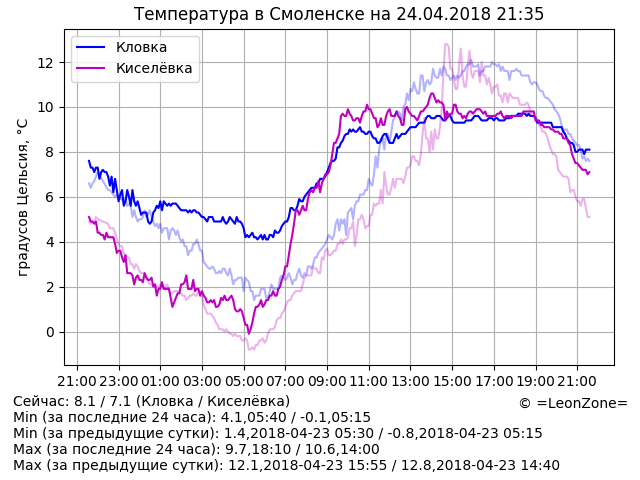 Температура в Смоленске на 24.04.2018 21:35
Кловка
Киселёвка
градусов Цельсия, °C
12
10
8
6
4
2
0
21:00 23:00 01:00 03:00 05:00 07:00 09:00 11:00 13:00 15:00 17:00 19:00 21:00
Сейчас: 8.1 / 7.1 (Кловка / Киселёвка)
© =LeonZone=
Min (за последние 24 часа): 4.1,05:40 / -0.1,05:15
Min (за предыдущие сутки): 1.4,2018-04-23 05:30 / -0.8,2018-04-23 05:15
Max (за последние 24 часа): 9.7,18:10 / 10.6,14:00
Max (за предыдущие сутки): 12.1,2018-04-23 15:55 / 12.8,2018-04-23 14:40